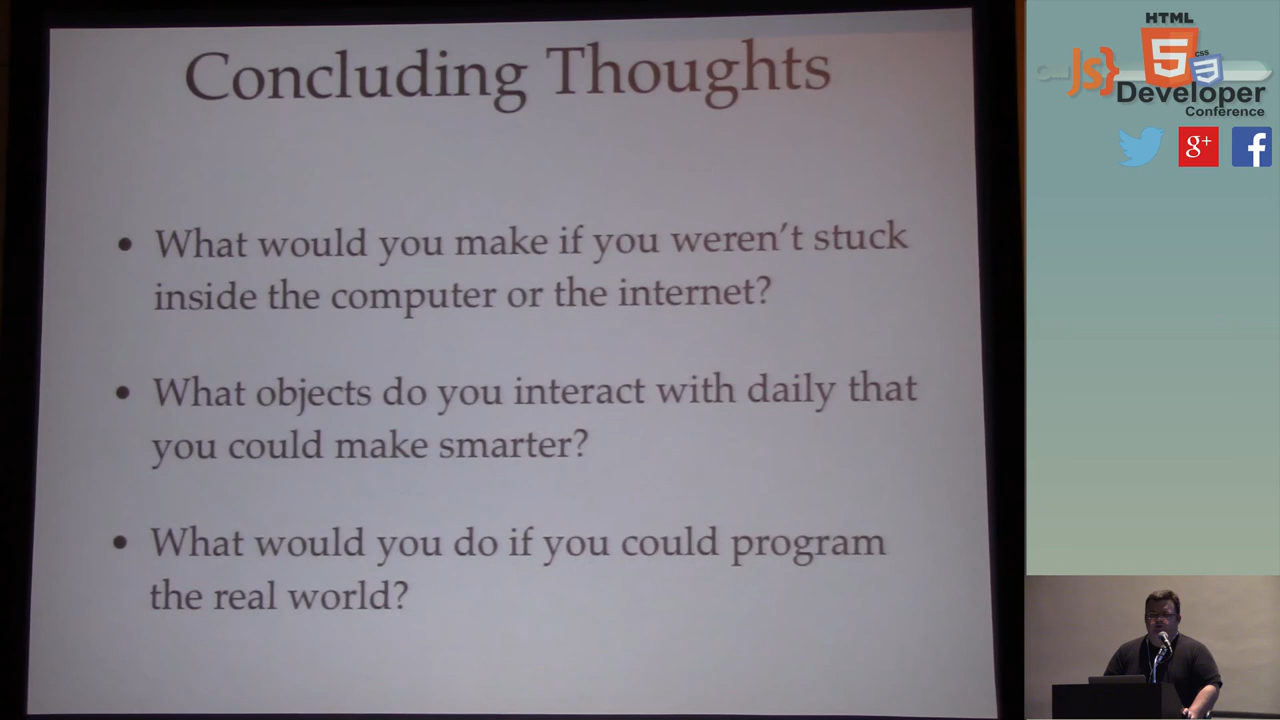 Concluding Thoughts
• What would you make if you weren't stuck
inside the computer or the internet?
• What objects do you interact with daily that
you could make smarter?
• What would you do if you could program
the real world?
HTML
5
css
3
JS}
Developer
Conference
g+
f